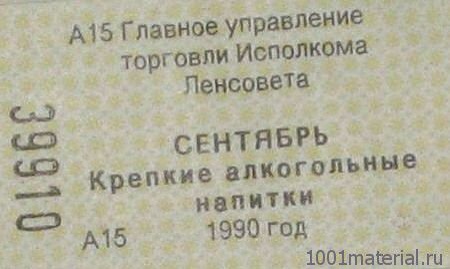 А15 Главное управление
торговли Исполкома
Ленсовета
39910
СЕНТЯБРЬ
Крепкие алкогольные
напитки
А15 1990 год
1001material.ru